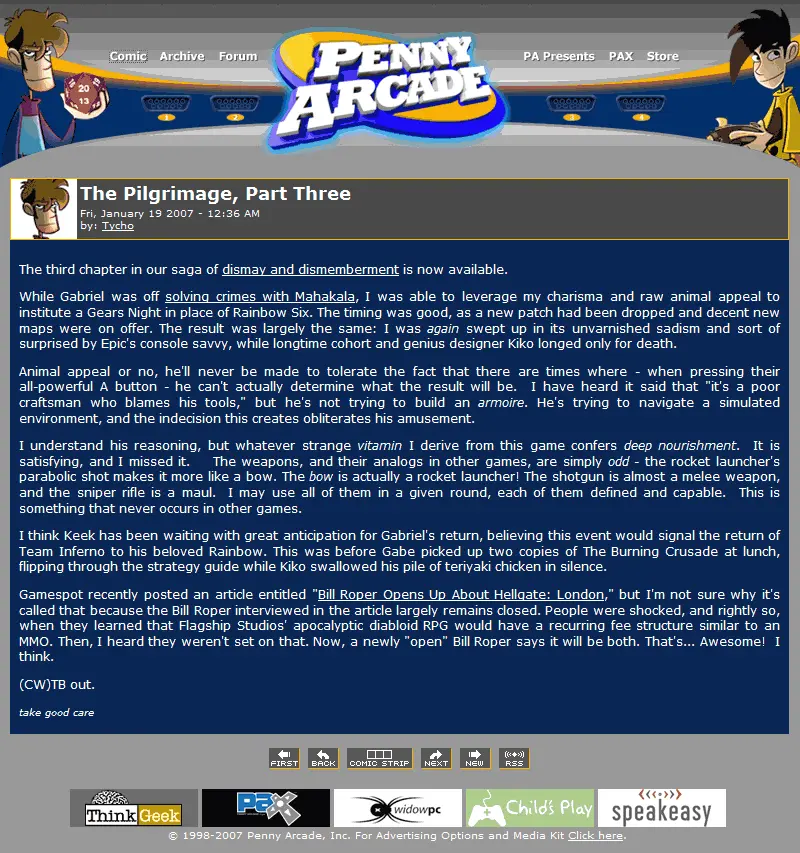 Comic Archive Forum
PENNY
ARCADE
PA Presents PAX Store
20
13
1 2 3 4
The Pilgrimage, Part Three
Fri, January 19 2007 - 12:36 AM
by: Tycho
The third chapter in our saga of dismay and dismemberment is now available.
While Gabriel was off solving crimes with Mahakala, I was able to leverage my charisma and raw animal appeal to
institute a Gears Night in place of Rainbow Six. The timing was good, as a new patch had been dropped and decent new
maps were on offer. The result was largely the same: I was again swept up in its unvarnished sadism and sort of
surprised by Epic's console savvy, while longtime cohort and genius designer Kiko longed only for death.
Animal appeal or no, he'll never be made to tolerate the fact that there are times where - when pressing their
all-powerful A button - he can't actually determine what the result will be. I have heard it said that "it's a poor
craftsman who blames his tools," but he's not trying to build an armoire. He's trying to navigate a simulated
environment, and the indecision this creates obliterates his amusement.
I understand his reasoning, but whatever strange vitamin I derive from this game confers deep nourishment. It is
satisfying, and I missed it. The weapons, and their analogs in other games, are simply odd - the rocket launcher's
parabolic shot makes it more like a bow. The bow is actually a rocket launcher! The shotgun is almost a melee weapon,
and the sniper rifle is a maul. I may use all of them in a given round, each of them defined and capable. This is
something that never occurs in other games.
I think Keek has been waiting with great anticipation for Gabriel's return, believing this event would signal the return of
Team Inferno to his beloved Rainbow. This was before Gabe picked up two copies of The Burning Crusade at lunch,
flipping through the strategy guide while Kiko swallowed his pile of teriyaki chicken in silence.
Gamespot recently posted an article entitled "Bill Roper Opens Up About Hellgate: London," but I'm not sure why it's
called that because the Bill Roper interviewed in the article largely remains closed. People were shocked, and rightly so,
when they learned that Flagship Studios' apocalyptic diabloid RPG would have a recurring fee structure similar to an
MMO. Then, I heard they weren't set on that. Now, a newly "open" Bill Roper says it will be both. That's... Awesome! I
think.
(CW)TB out.
take good care
FIRST BACK COMIC STRIP NEXT NEW RSS
ThinkGeek PAX widowpc Child's Play speakeasy
© 1998-2007 Penny Arcade, Inc. For Advertising Options and Media Kit Click here.